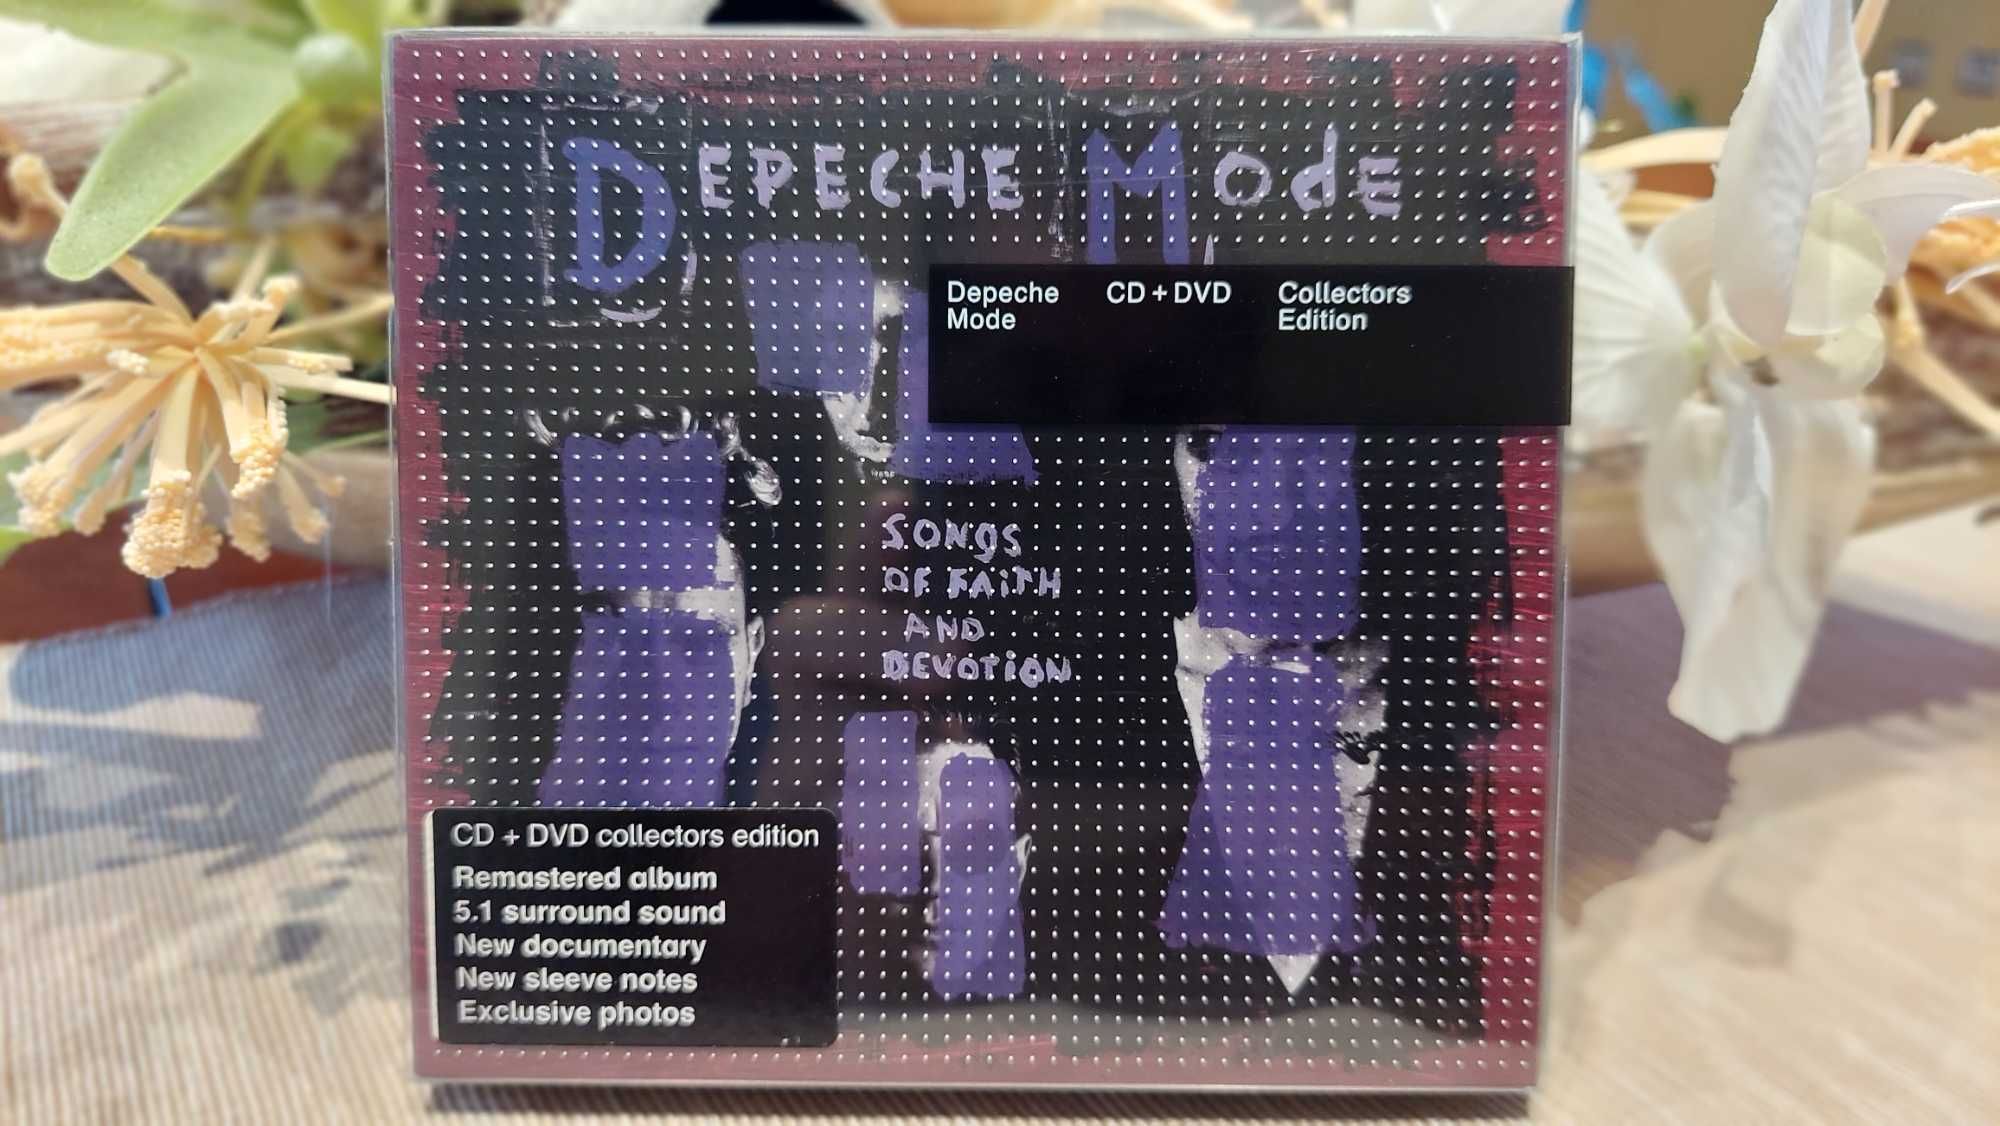 DEPECHE MODE
Depeche Mode
CD + DVD
Collectors Edition
SONGS
OF FAiTH
AND
DEVOTiON
CD + DVD collectors edition
Remastered album
5.1 surround sound
New documentary
New sleeve notes
Exclusive photos